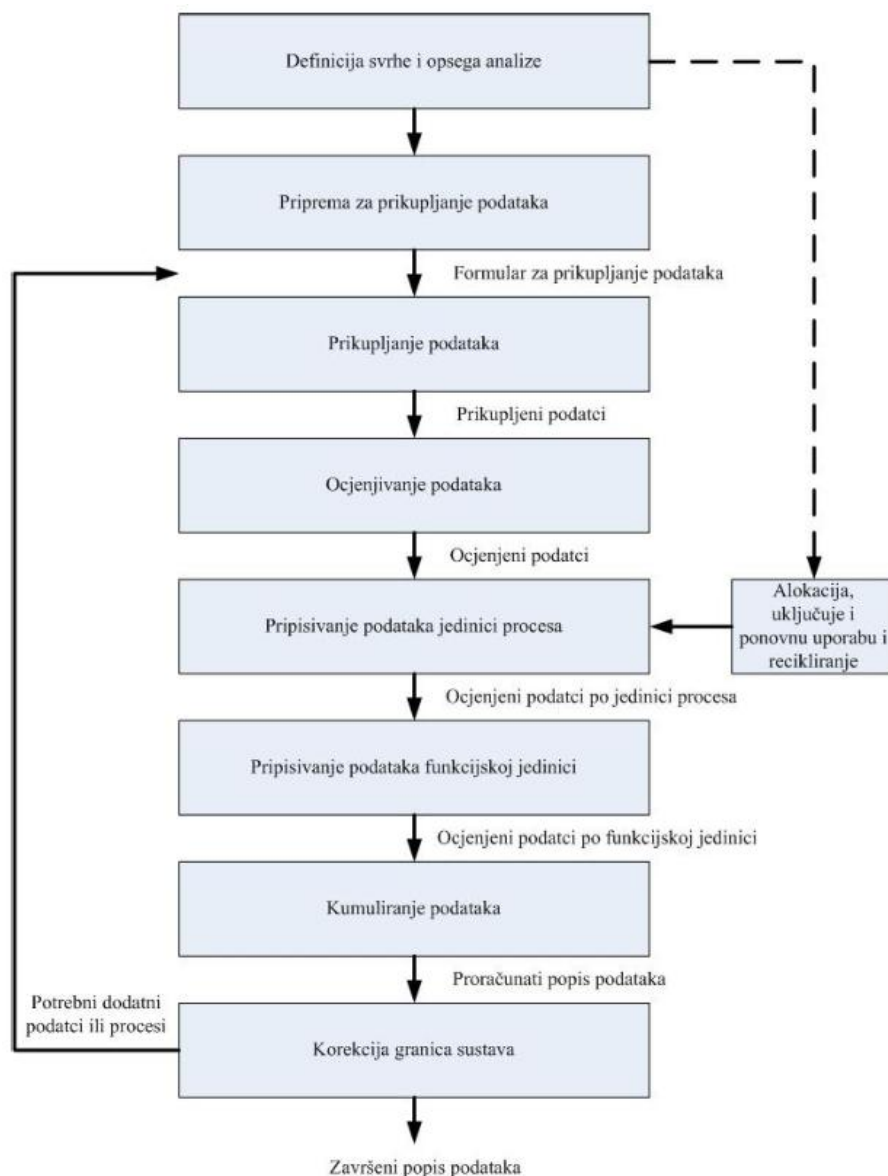 Definicija svrhe i opsega analize
Priprema za prikupljanje podataka
Formular za prikupljanje podataka
Prikupljanje podataka
Prikupljeni podatci
Ocjenjivanje podataka
Ocjenjeni podatci
Pripisivanje podataka jedinici procesa
Alokacija,
uključuje i
ponovnu uporabu i
recikliranje
Ocjenjeni podatci po jedinici procesa
Pripisivanje podataka funkcijskoj jedinici
Ocjenjeni podatci po funkcijskoj jedinici
Kumuliranje podataka
Proračunati popis podataka
Potrebni dodatni
podatci ili procesi
Korekcija granica sustava
Završeni popis podataka